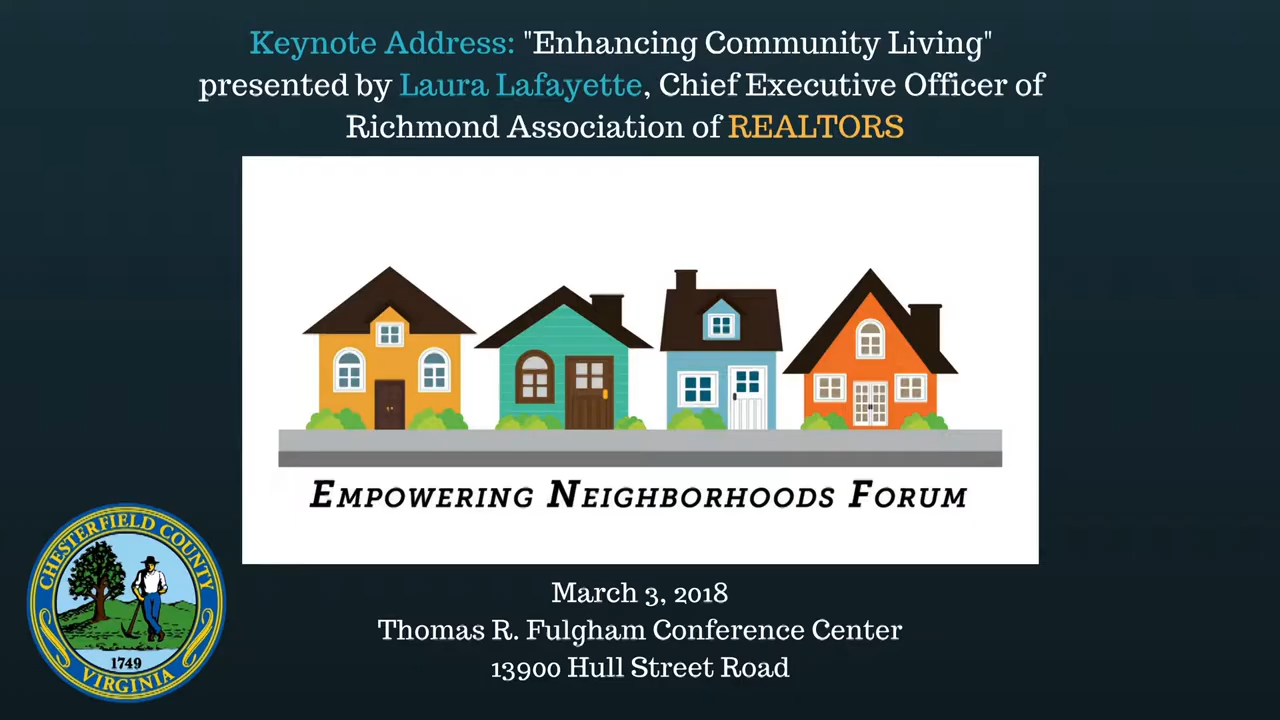 Keynote Address: "Enhancing Community Living"
presented by Laura Lafayette, Chief Executive Officer of
Richmond Association of REALTORS
EMPOWERING NEIGHBORHOODS FORUM
CHESTERFIELD COUNTY
1749
VIRGINIA
March 3, 2018
Thomas R. Fulgham Conference Center
13900 Hull Street Road